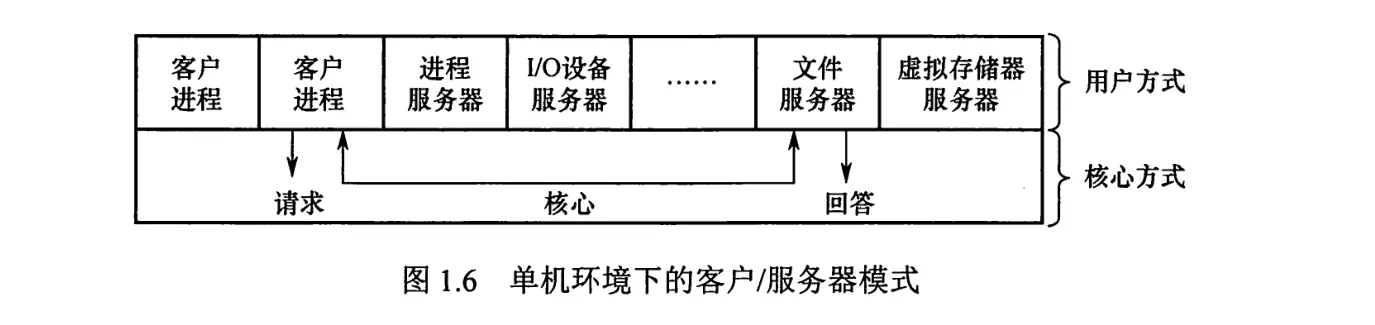 客户
进程
客户
进程
进程
服务器
I/O设备
服务器
……
文件
服务器
虚拟存储器
服务器
用户方式
请求
核心
回答
核心方式
图 1.6 单机环境下的客户/服务器模式